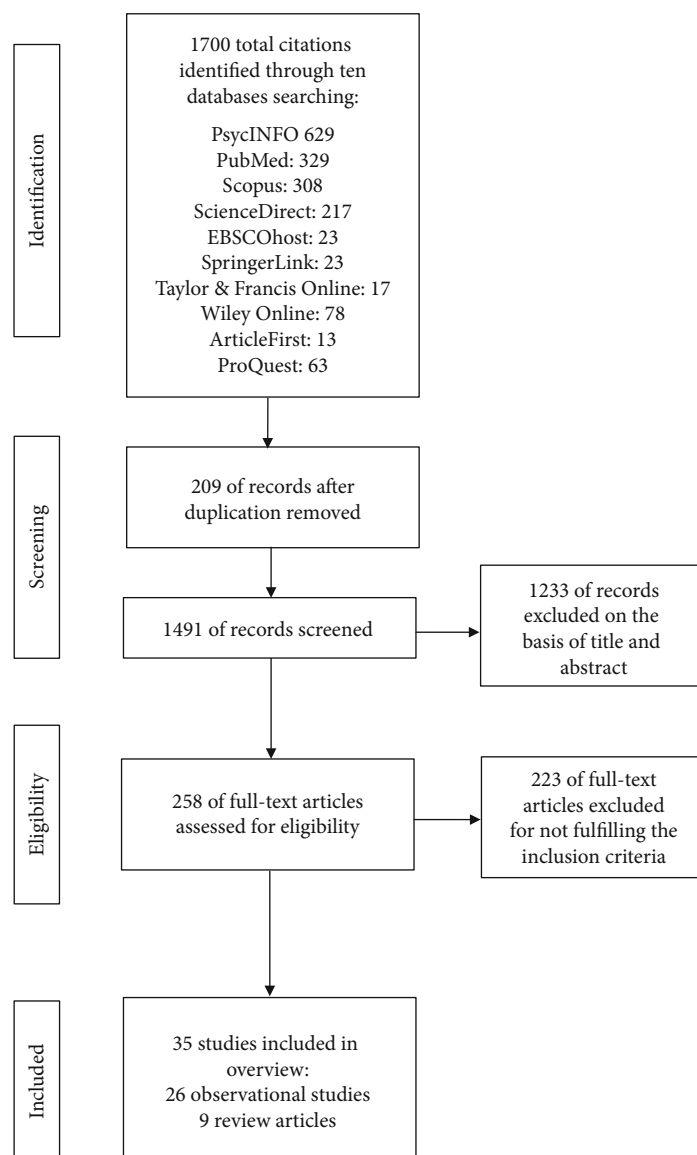 Identification
1700 total citations
identified through ten
databases searching:
PsycINFO 629
PubMed: 329
Scopus: 308
ScienceDirect: 217
EBSCOhost: 23
SpringerLink: 23
Taylor & Francis Online: 17
Wiley Online: 78
ArticleFirst: 13
ProQuest: 63
Screening
209 of records after
duplication removed
1491 of records screened
1233 of records
excluded on the
basis of title and
abstract
Eligibility
258 of full-text articles
assessed for eligibility
223 of full-text
articles excluded
for not fulfilling the
inclusion criteria
Included
35 studies included in
overview:
26 observational studies
9 review articles